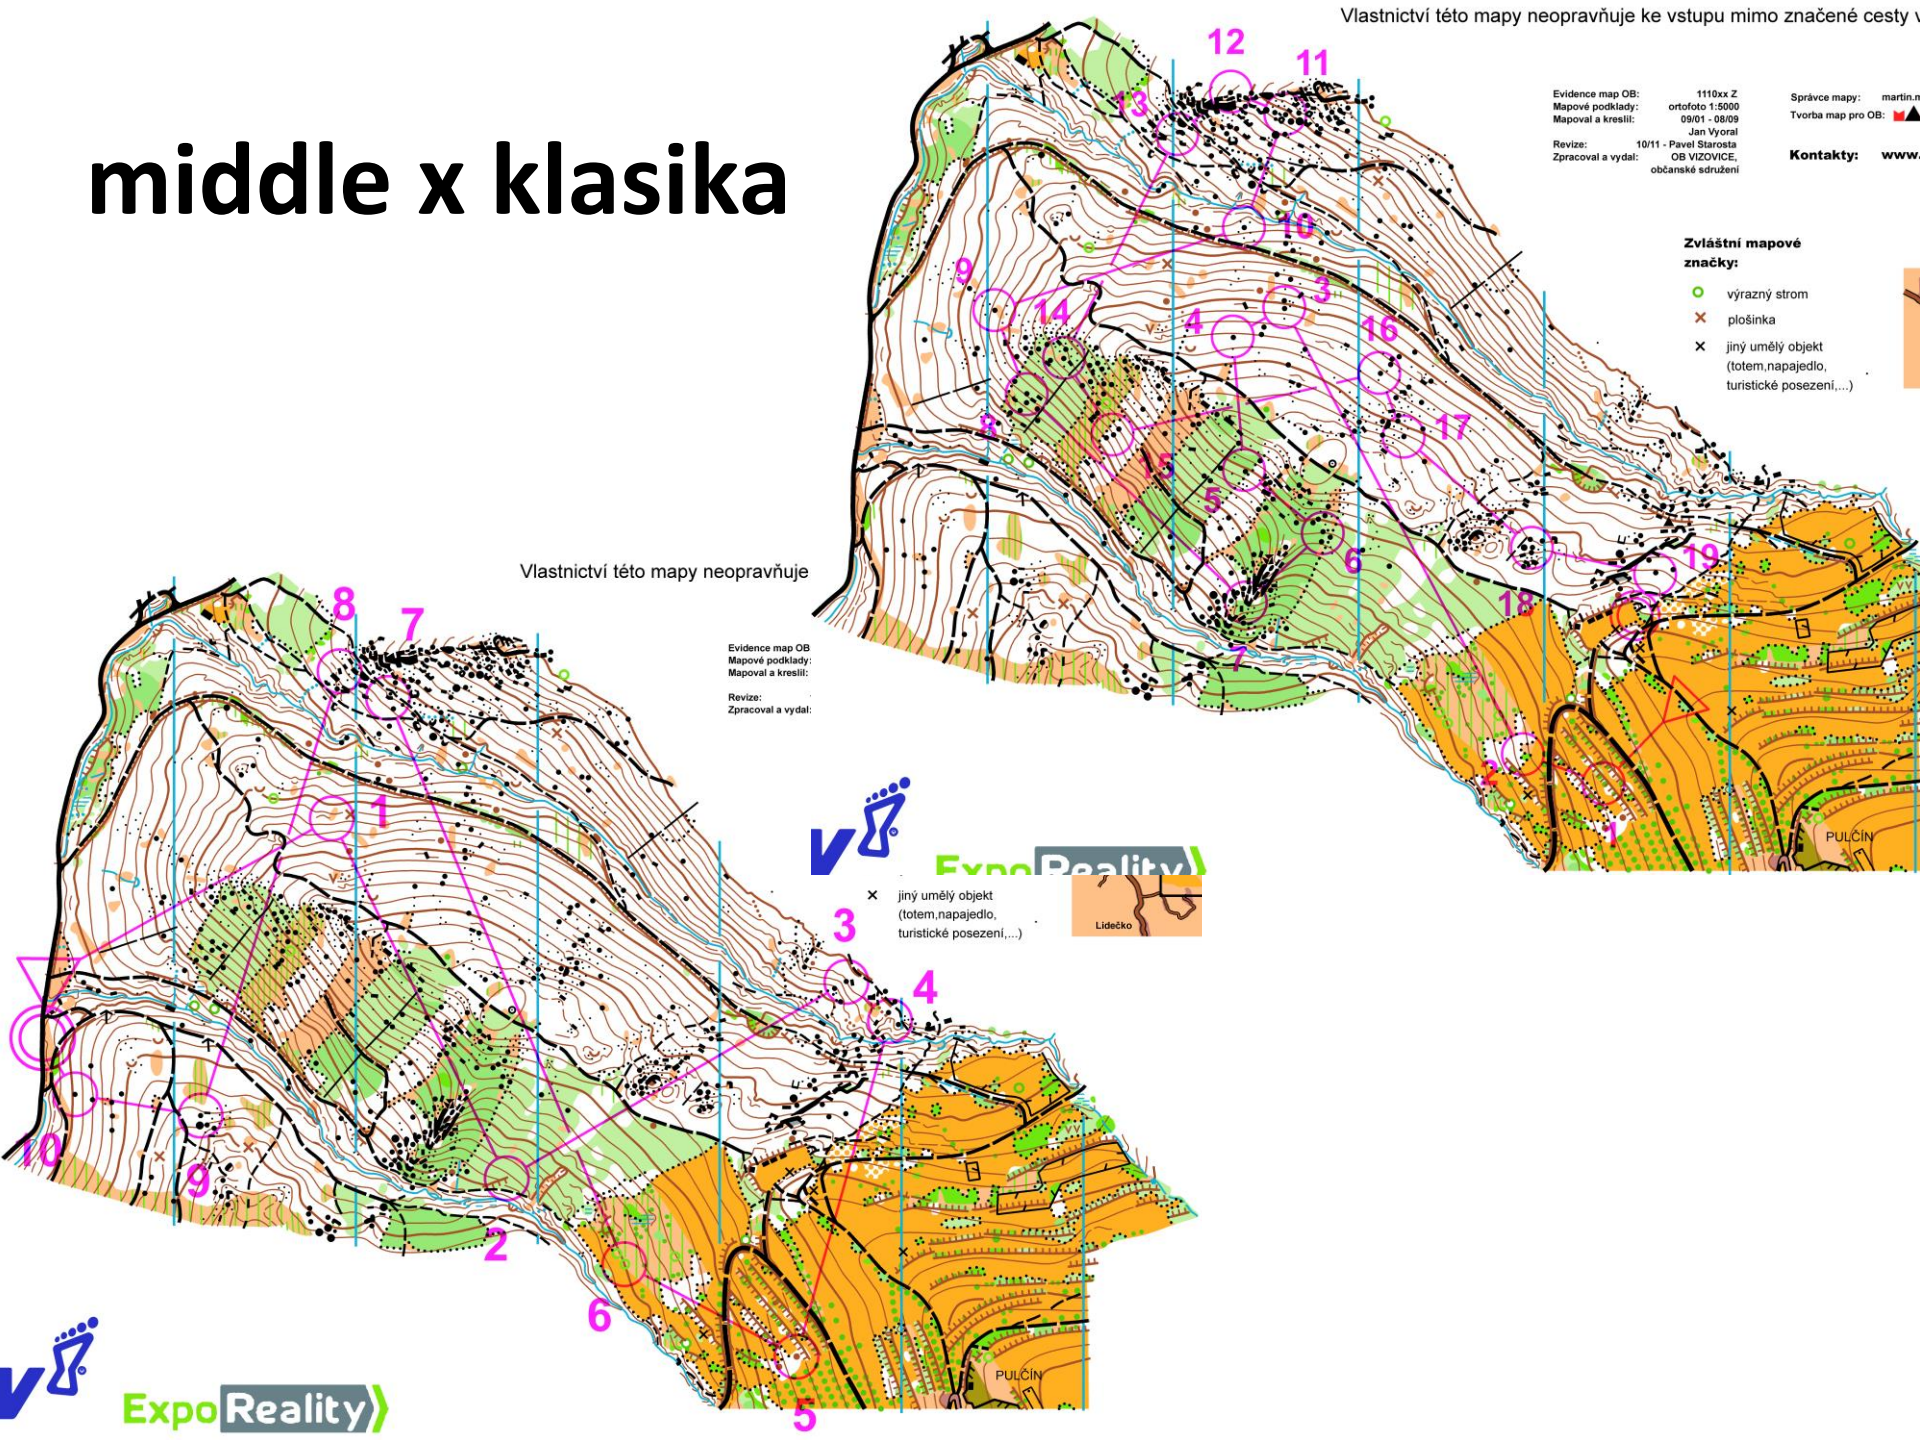 Vlastnictví této mapy neopravňuje ke vstupu mimo značené cesty v
middle x klasika
Evidence map OB: 1110xx Z
Mapové podklady: ortofoto 1:5000
Mapoval a kreslil: 09/01 - 08/09
Jan Vyoral
Revize: 10/11 - Pavel Starosta
Zpracoval a vydal: OB VIZOVICE,
občanské sdružení
Správce mapy: martin.m
Tvorba map pro OB:
Kontakty: www.
Zvláštní mapové
značky:
výrazný strom
plošinka
jiný umělý objekt
(totem,napajedlo,
turistické posezení,...)
12
11
13
10
9
14
3
4
16
8
17
15
5
6
18
19
7
2
1
PULČÍN
ExpoReality
Vlastnictví této mapy neopravňuje
Evidence map OB
Mapové podklady:
Mapoval a kreslil:
Revize:
Zpracoval a vydal:
jiný umělý objekt
(totem,napajedlo,
turistické posezení,...)
Lidečko
8
7
1
3
4
10
9
2
6
5
PULČÍN
ExpoReality